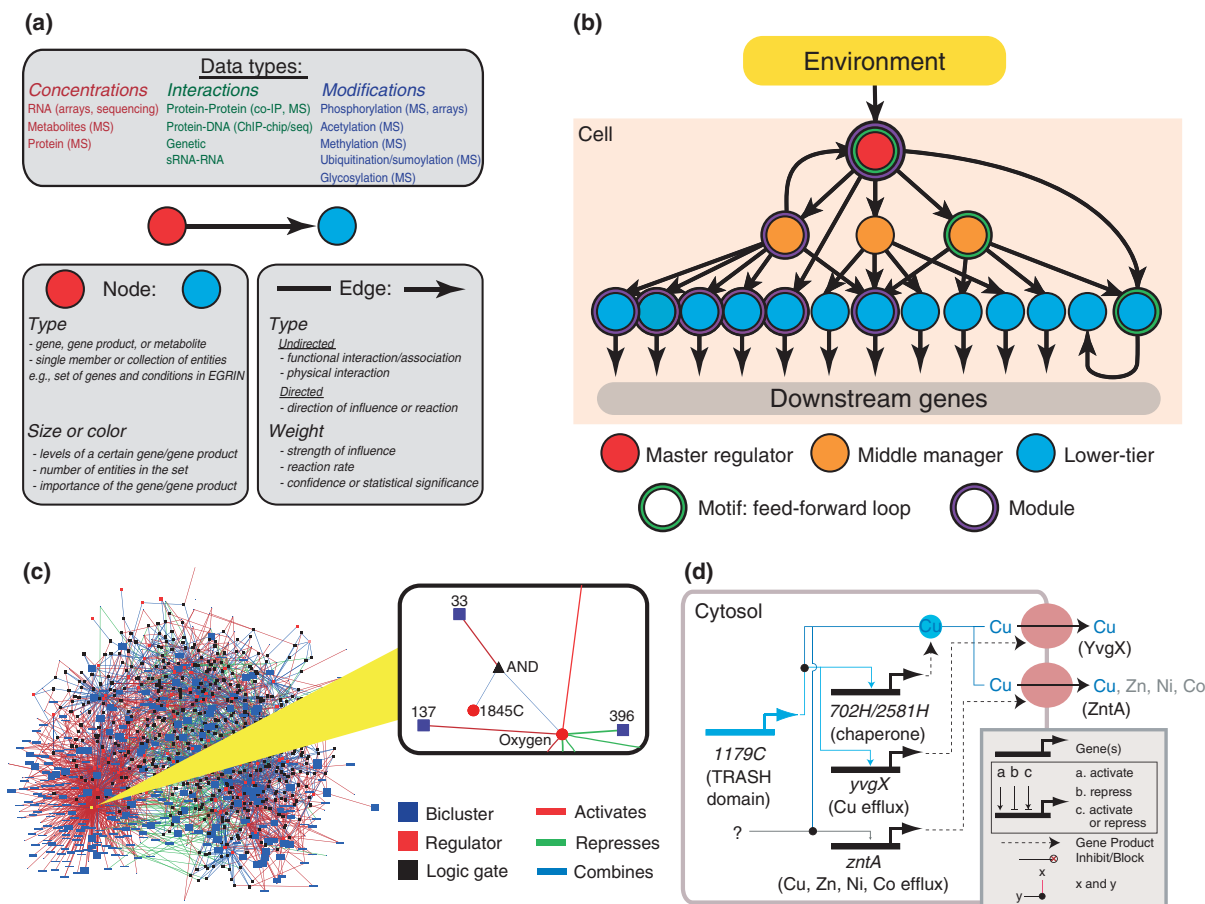 (a)
Data types:
Concentrations
RNA (arrays, sequencing)
Metabolites (MS)
Protein (MS)
Interactions
Protein-Protein (co-IP, MS)
Protein-DNA (ChIP-chip/seq)
Genetic
sRNA-RNA
Modifications
Phosphorylation (MS, arrays)
Acetylation (MS)
Methylation (MS)
Ubiquitination/sumoylation (MS)
Glycosylation (MS)
Node:
Type
- gene, gene product, or metabolite
- single member or collection of entities
e.g., set of genes and conditions in EGRIN
Size or color
- levels of a certain gene/gene product
- number of entities in the set
- importance of the gene/gene product
Edge:
Type
Undirected
- functional interaction/association
- physical interaction
Directed
- direction of influence or reaction
Weight
- strength of influence
- reaction rate
- confidence or statistical significance
(b)
Environment
Cell
Downstream genes
Master regulator
Middle manager
Lower-tier
Motif: feed-forward loop
Module
(c)
33
AND
1845C
137
396
Oxygen
Bicluster
Regulator
Logic gate
Activates
Represses
Combines
(d)
Cytosol
Cu
Cu
Cu
(YvgX)
Cu
Cu, Zn, Ni, Co
(ZntA)
702H/2581H
(chaperone)
1179C
(TRASH
domain)
yvgX
(Cu efflux)
?
zntA
(Cu, Zn, Ni, Co efflux)
Gene(s)
a b c
a. activate
b. repress
c. activate
or repress
Gene Product
Inhibit/Block
x
y
x and y